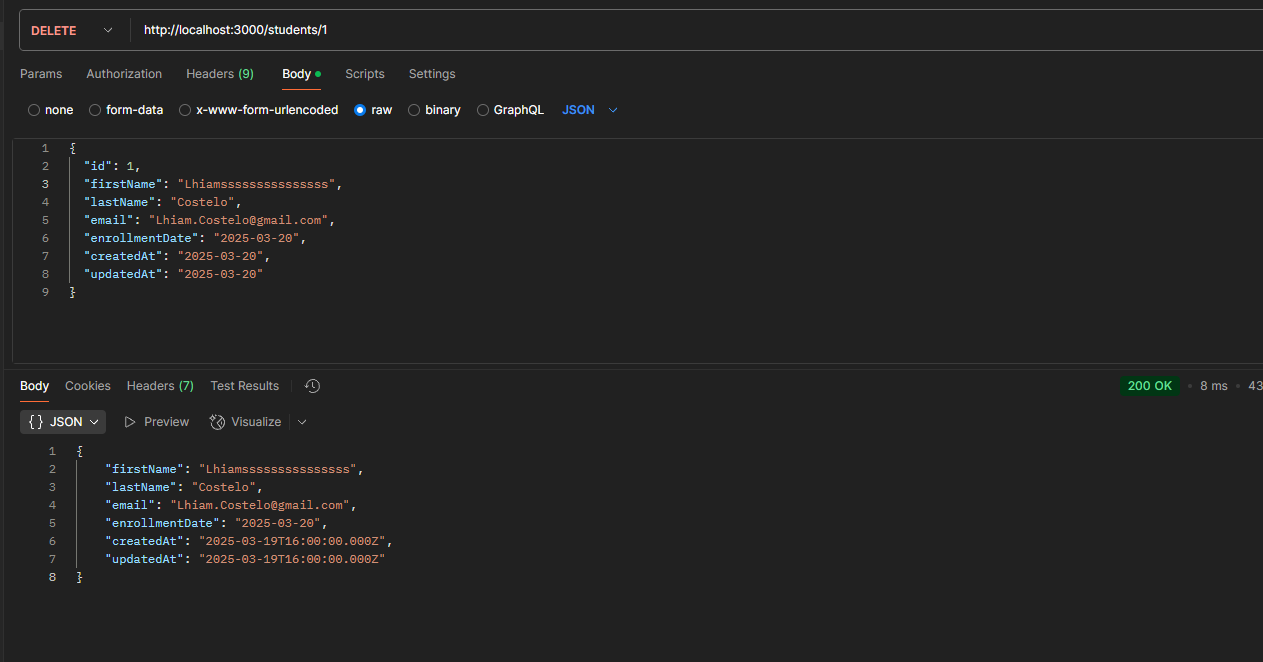 DELETE http://localhost:3000/students/1
Params Authorization Headers (9) Body Scripts Settings
none form-data x-www-form-urlencoded raw binary GraphQL JSON
1 {
2 "id": 1,
3 "firstName": "Lhiamsssssssssssssss",
4 "lastName": "Costelo",
5 "email": "Lhiam.Costelo@gmail.com",
6 "enrollmentDate": "2025-03-20",
7 "createdAt": "2025-03-20",
8 "updatedAt": "2025-03-20"
9 }
Body Cookies Headers (7) Test Results 200 OK • 8 ms • 43
{} JSON Preview Visualize
1 {
2 "firstName": "Lhiamsssssssssssssss",
3 "lastName": "Costelo",
4 "email": "Lhiam.Costelo@gmail.com",
5 "enrollmentDate": "2025-03-20",
6 "createdAt": "2025-03-19T16:00:00.000Z",
7 "updatedAt": "2025-03-19T16:00:00.000Z"
8 }